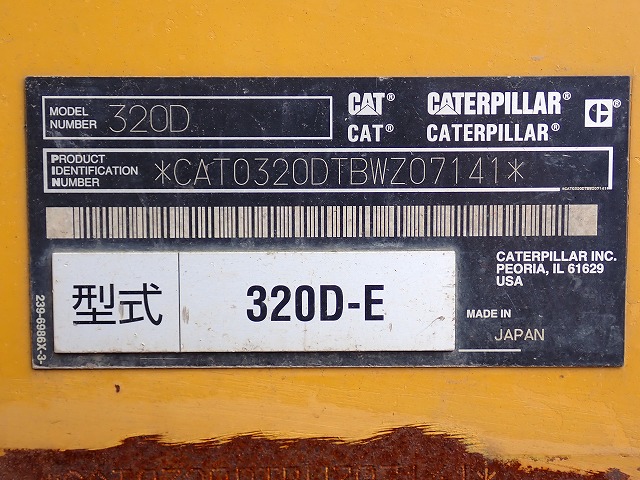 MODEL NUMBER 320D
CAT® CATERPILLAR®
CAT® CATERPILLAR®
PRODUCT IDENTIFICATION NUMBER *CAT0320DTBWZ07141*
*CAT0320DTBWZ07141*
CATERPILLAR INC.
PEORIA, IL 61629
USA
型式 320D-E
MADE IN
JAPAN
239-6986X-3